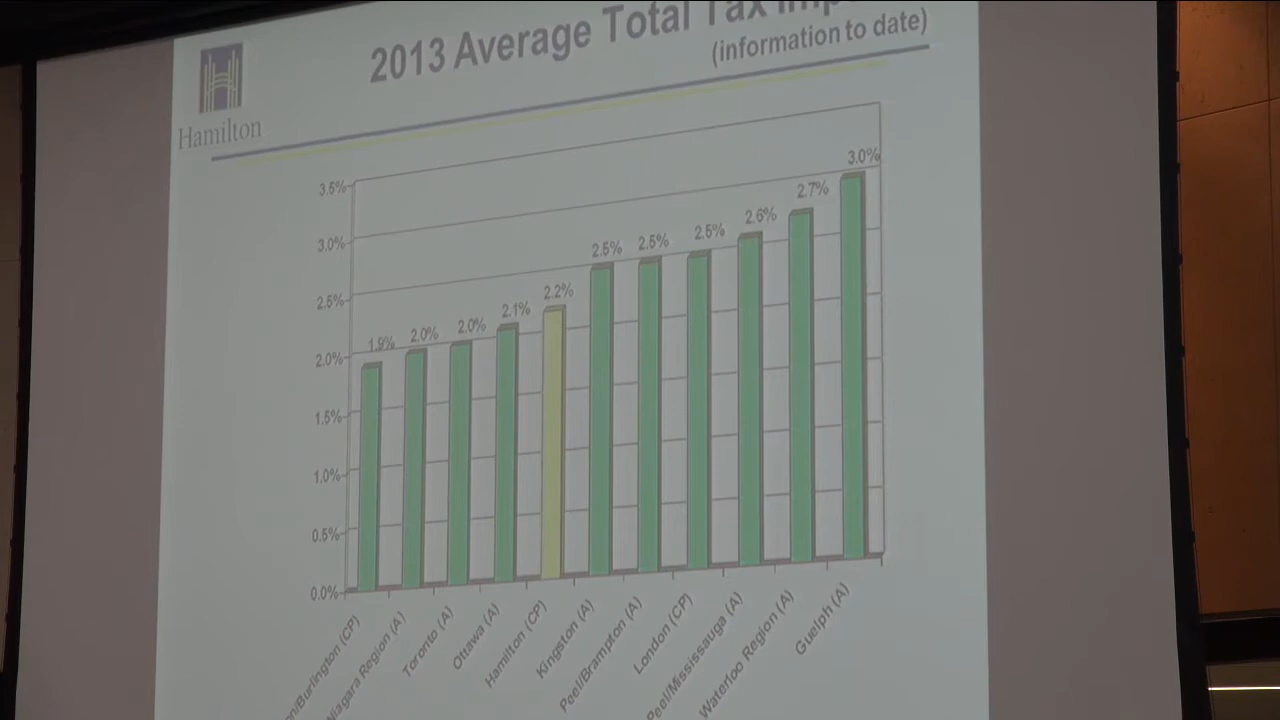 2013 Average Total Tax
(information to date)
Hamilton
3.5%
3.0%
2.5%
2.0%
1.5%
1.0%
0.5%
0.0%
1.9%
2.0%
2.0%
2.1%
2.2%
2.5%
2.5%
2.5%
2.6%
2.7%
3.0%
Burlington (CP)
Niagara Region (A)
Toronto (A)
Ottawa (A)
Hamilton (CP)
Kingston (A)
Peel/Brampton (A)
London (CP)
Peel/Mississauga (A)
Waterloo Region (A)
Guelph (A)